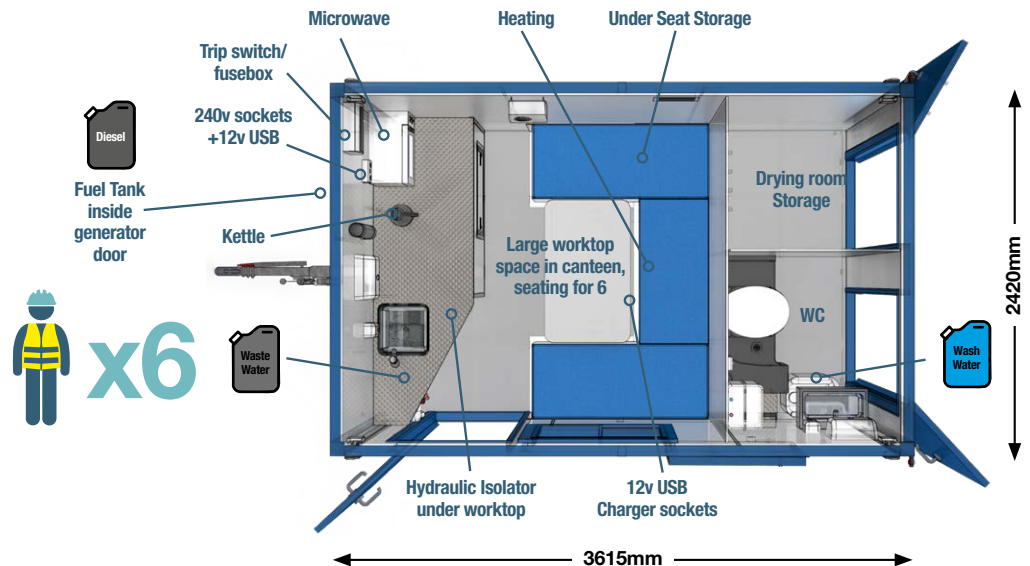 Microwave
Heating
Under Seat Storage
Trip switch/
fusebox
240v sockets
+12v USB
Diesel
Fuel Tank
inside
generator
door
Kettle
Drying room
Storage
Large worktop
space in canteen,
seating for 6
WC
2420mm
x6
Waste
Water
Wash
Water
Hydraulic Isolator
under worktop
12v USB
Charger sockets
3615mm